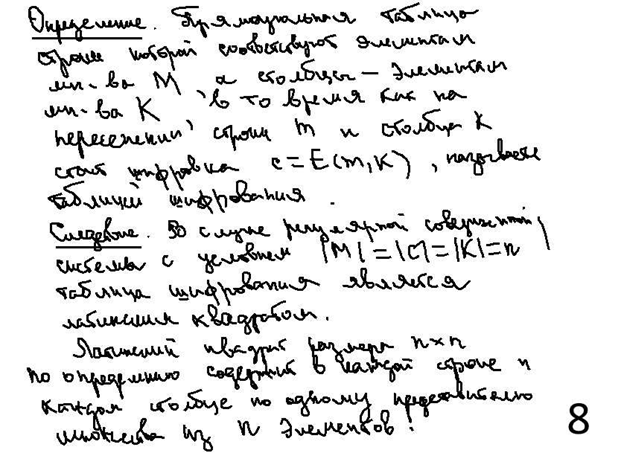 Определение. Прямоугольная таблица
строки которой соответствуют элементам
мн-ва M, а столбцы — элементам
мн-ва K, в то время как на
пересечении строки m и столбца k
стоит шифровка c = E(m,k), называется
таблицей шифрования.
Следствие. В случае регулярной совершенной
системы с условием |M|=|C|=|K|=n
таблица шифрования является
латинским квадратом.
Латинский квадрат размера n×n
по определению содержит в каждой строке и
каждом столбце по одному представителю
множества из n элементов!
8